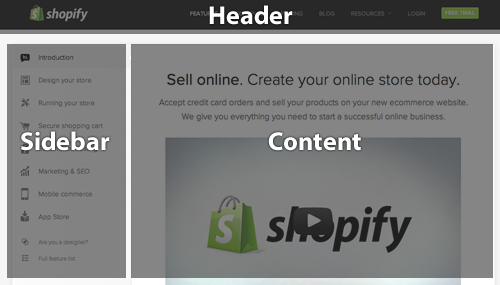 shopify
Header
BLOG RESOURCES LOGIN FREE TRIAL
Introduction
Design your store
Running your store
Secure shopping cart
Sidebar
Marketing & SEO
Mobile commerce
App Store
Are you a designer?
Full feature list
Sell online. Create your online store today.
Accept credit card orders and sell your products on your new ecommerce website.
We give you everything you need to start a successful online business.
Content
S shopify